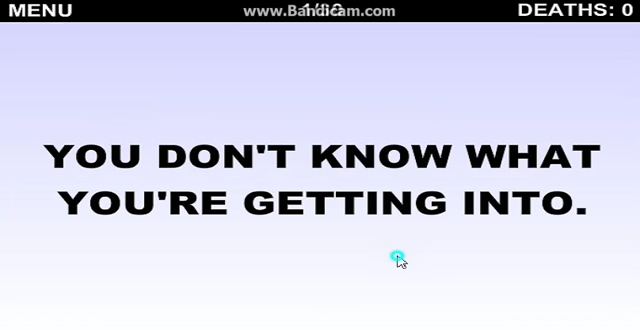 MENU
www.Bandicam.com
DEATHS: 0
YOU DON'T KNOW WHAT
YOU'RE GETTING INTO.